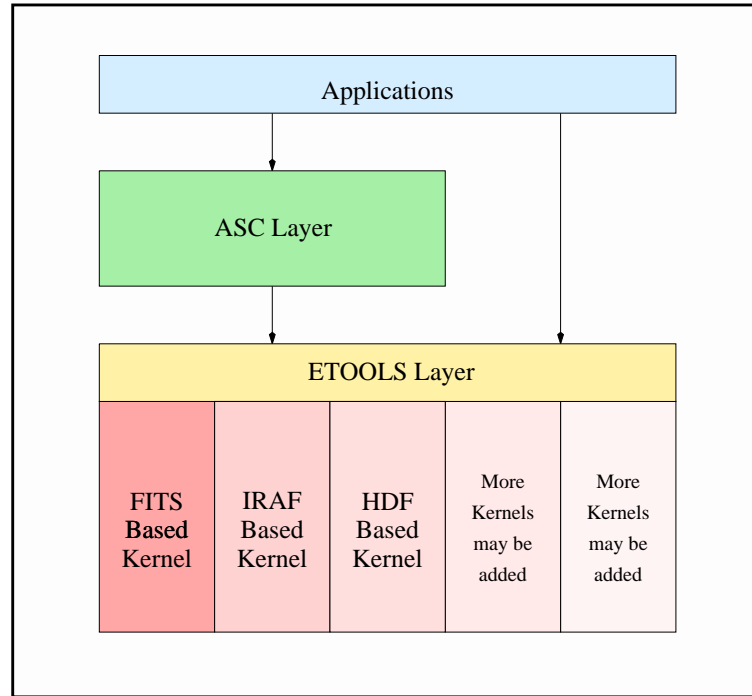 Applications
ASC Layer
ETOOLS Layer
FITS
Based
Kernel
IRAF
Based
Kernel
HDF
Based
Kernel
More
Kernels
may be
added
More
Kernels
may be
added